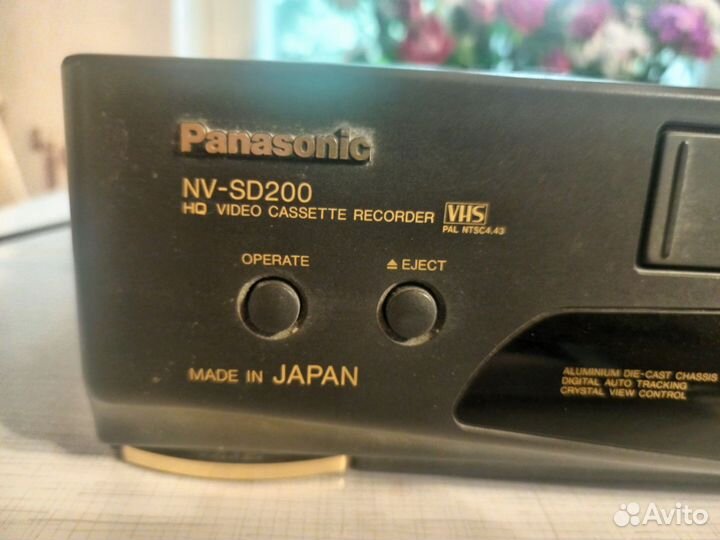 Panasonic
NV-SD200
HQ VIDEO CASSETTE RECORDER VHS
PAL NTSC4.43
OPERATE
⏏ EJECT
MADE IN JAPAN
ALUMINIUM DIE-CAST CHASSIS
DIGITAL AUTO TRACKING
CRYSTAL VIEW CONTROL
Avito